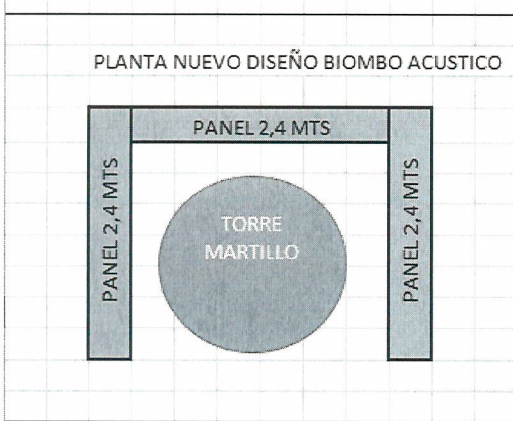 PLANTA NUEVO DISEÑO BIOMBO ACUSTICO
PANEL 2,4 MTS
PANEL 2,4 MTS
TORRE
MARTILLO
PANEL 2,4 MTS